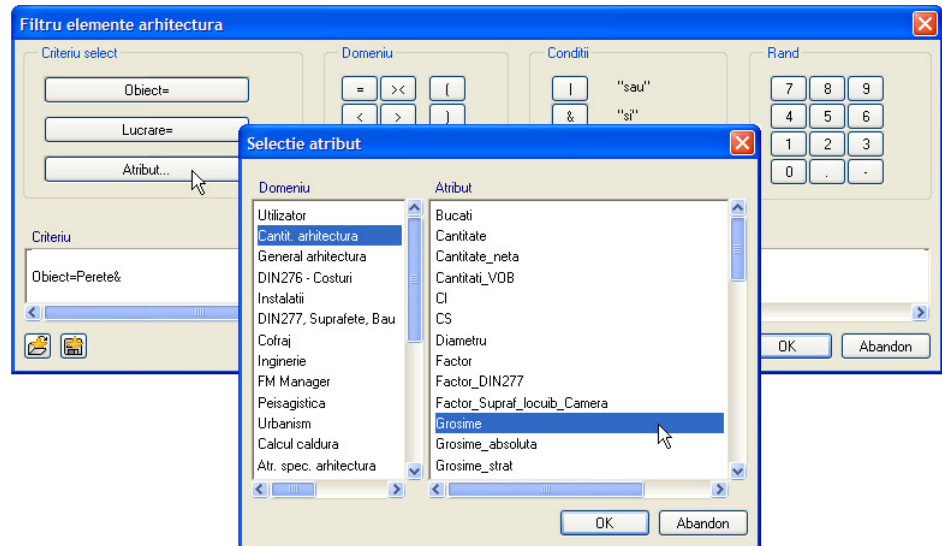 Filtru elemente arhitectura
Criteriu select
Domeniu
Conditii
Rand
Obiect=
= >< (
| "sau"
7 8 9
Lucrare=
< > )
& "si"
4 5 6
Atribut...
1 2 3
0 . -
Criteriu
Obiect=Perete&
OK Abandon
Selectie atribut
Domeniu
Utilizator
Cantit. arhitectura
General arhitectura
DIN276 - Costuri
Instalatii
DIN277, Suprafete, Bau
Cofraj
Inginerie
FM Manager
Peisagistica
Urbanism
Calcul caldura
Atr. spec. arhitectura
Atribut
Bucati
Cantitate
Cantitate_neta
Cantitati_VOB
CI
CS
Diametru
Factor
Factor_DIN277
Factor_Supraf_locuib_Camera
Grosime
Grosime_absoluta
Grosime_strat
OK Abandon